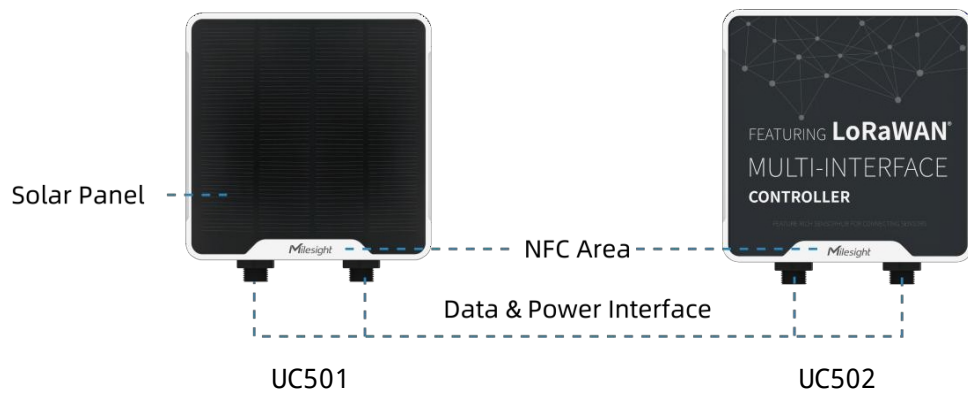 FEATURING LoRaWAN®
MULTI-INTERFACE
CONTROLLER
Solar Panel
Milesight
NFC Area
Milesight
Data & Power Interface
UC501
UC502